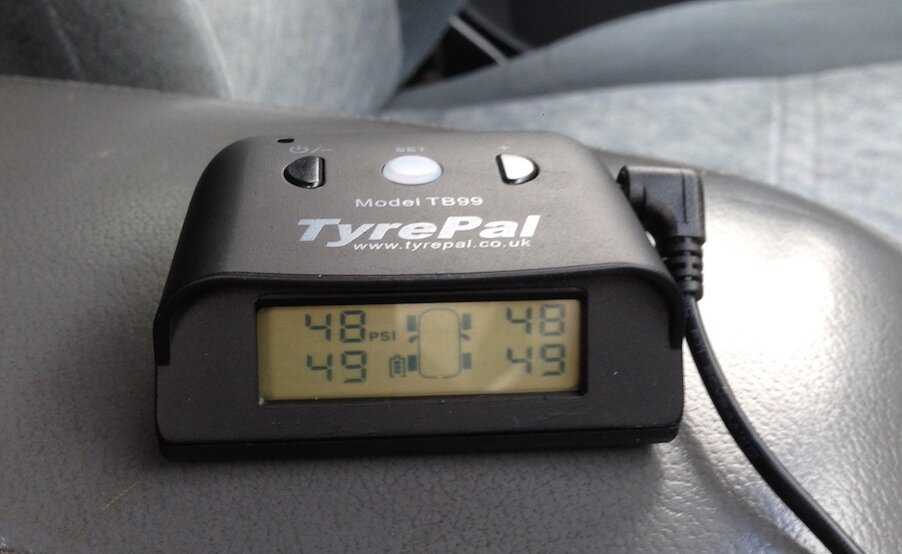 ⏻/– SET +
Model TB99
TyrePal
www.tyrepal.co.uk
48 PSI 48
49 49